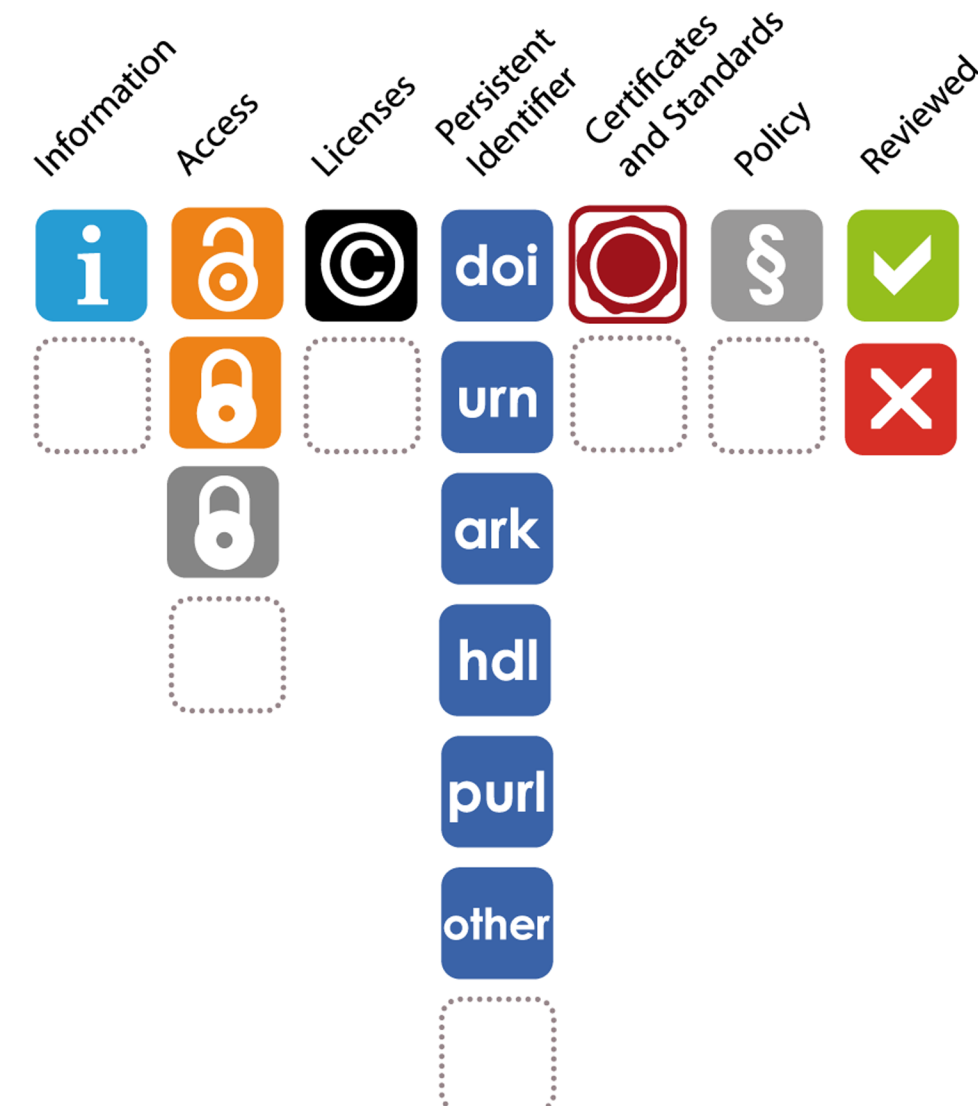 Information
Access
Licenses
Persistent
Identifier
Certificates
and Standards
Policy
Reviewed
i
©
doi
§
urn
ark
hdl
purl
other